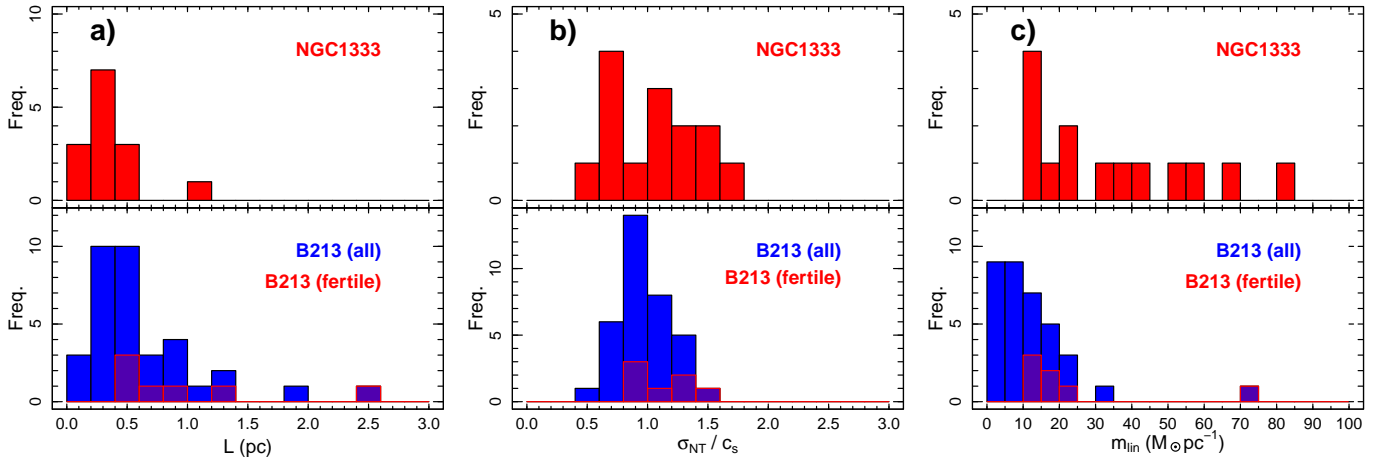 a)
NGC1333
Freq.
0 5 10
B213 (all)
B213 (fertile)
Freq.
0 5 10
0.0 0.5 1.0 1.5 2.0 2.5 3.0
L (pc)
b)
NGC1333
Freq.
0 5
B213 (all)
B213 (fertile)
Freq.
0 5 10
0.0 0.5 1.0 1.5 2.0 2.5 3.0
σNT / cs
c)
NGC1333
Freq.
0 5
B213 (all)
B213 (fertile)
Freq.
0 5 10
0 10 20 30 40 50 60 70 80 90 100
mlin (M⊙pc−1)